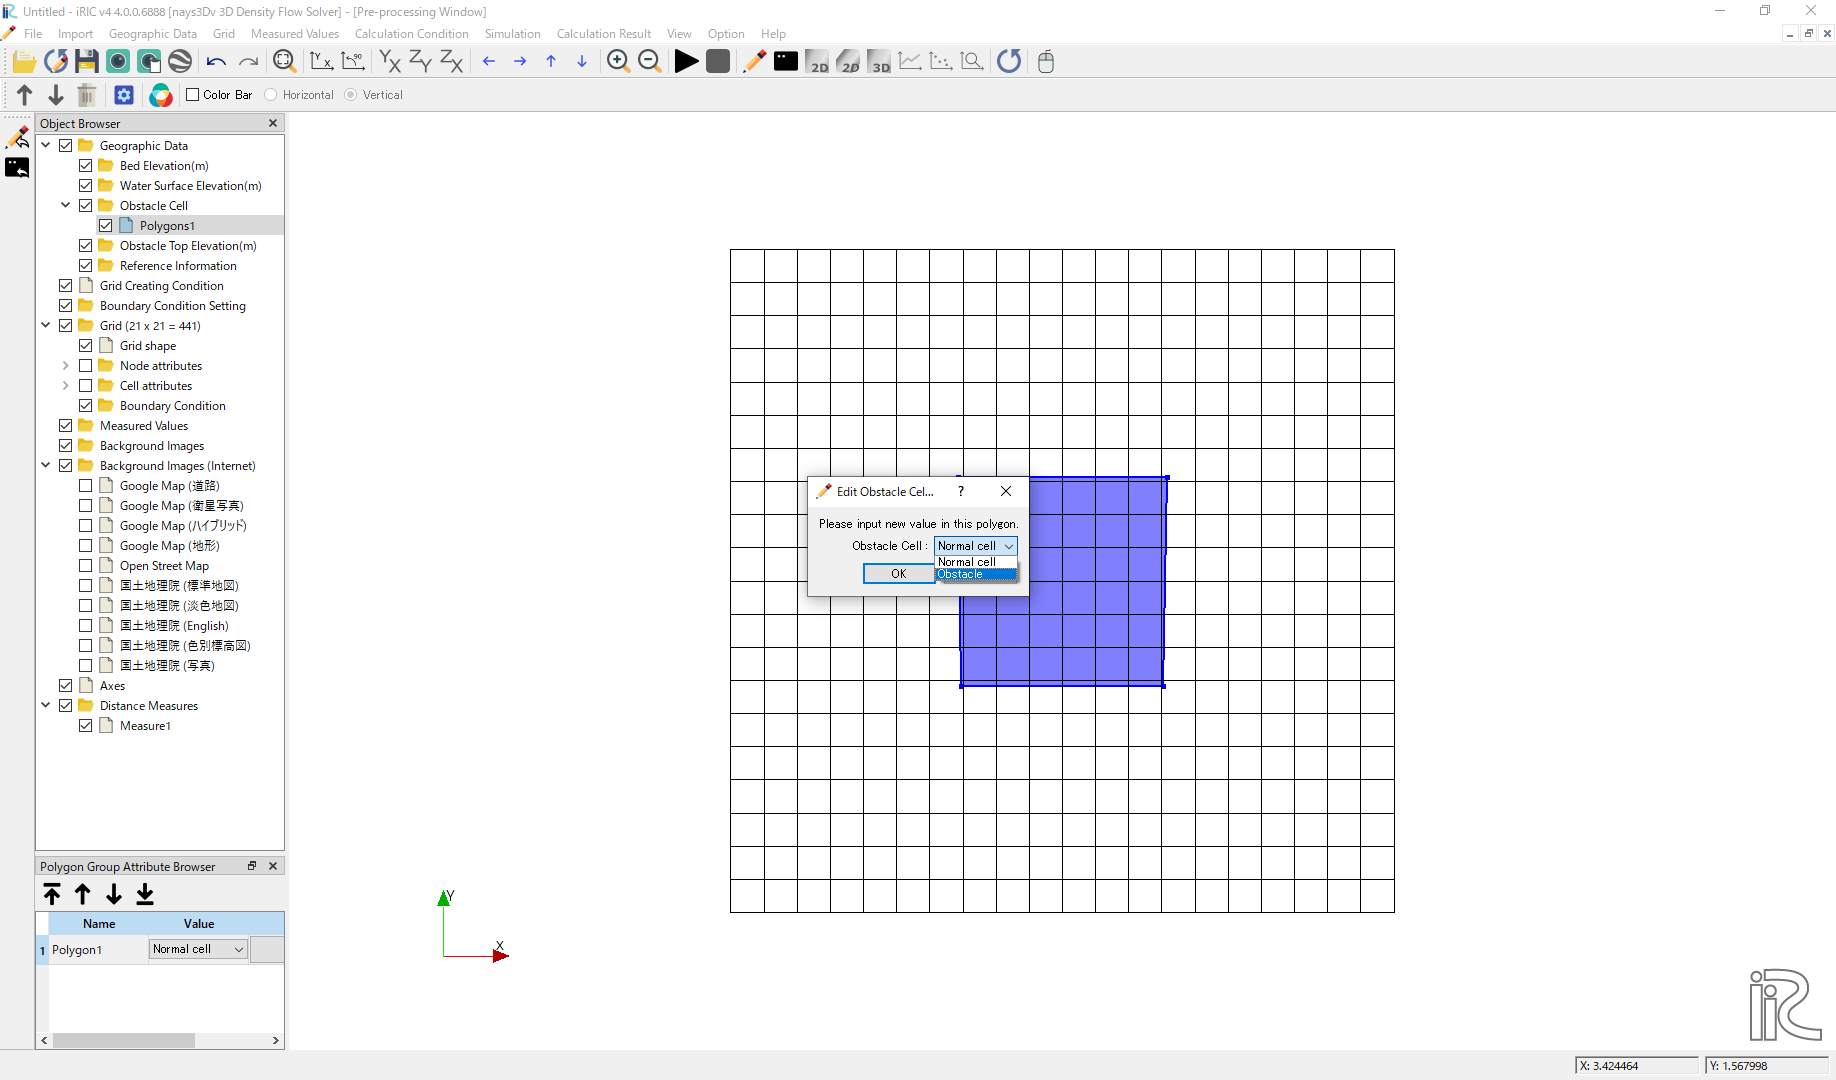 Untitled - iRIC v4 4.0.0.6888 [nays3Dv 3D Density Flow Solver] - [Pre-processing Window]
File Import Geographic Data Grid Measured Values Calculation Condition Simulation Calculation Result View Option Help
Color Bar Horizontal Vertical
Object Browser
Geographic Data
Bed Elevation(m)
Water Surface Elevation(m)
Obstacle Cell
Polygons1
Obstacle Top Elevation(m)
Reference Information
Grid Creating Condition
Boundary Condition Setting
Grid (21 x 21 = 441)
Grid shape
Node attributes
Cell attributes
Boundary Condition
Measured Values
Background Images
Background Images (Internet)
Google Map (道路)
Google Map (衛星写真)
Google Map (ハイブリッド)
Google Map (地形)
Open Street Map
国土地理院 (標準地図)
国土地理院 (淡色地図)
国土地理院 (English)
国土地理院 (色別標高図)
国土地理院 (写真)
Axes
Distance Measures
Measure1
Edit Obstacle Cel... ?
Please input new value in this polygon.
Obstacle Cell : Normal cell
Normal cell
OK Obstacle
Polygon Group Attribute Browser
Name Value
1 Polygon1 Normal cell
Y
X
iRIC
X: 3.424464 Y: 1.567998